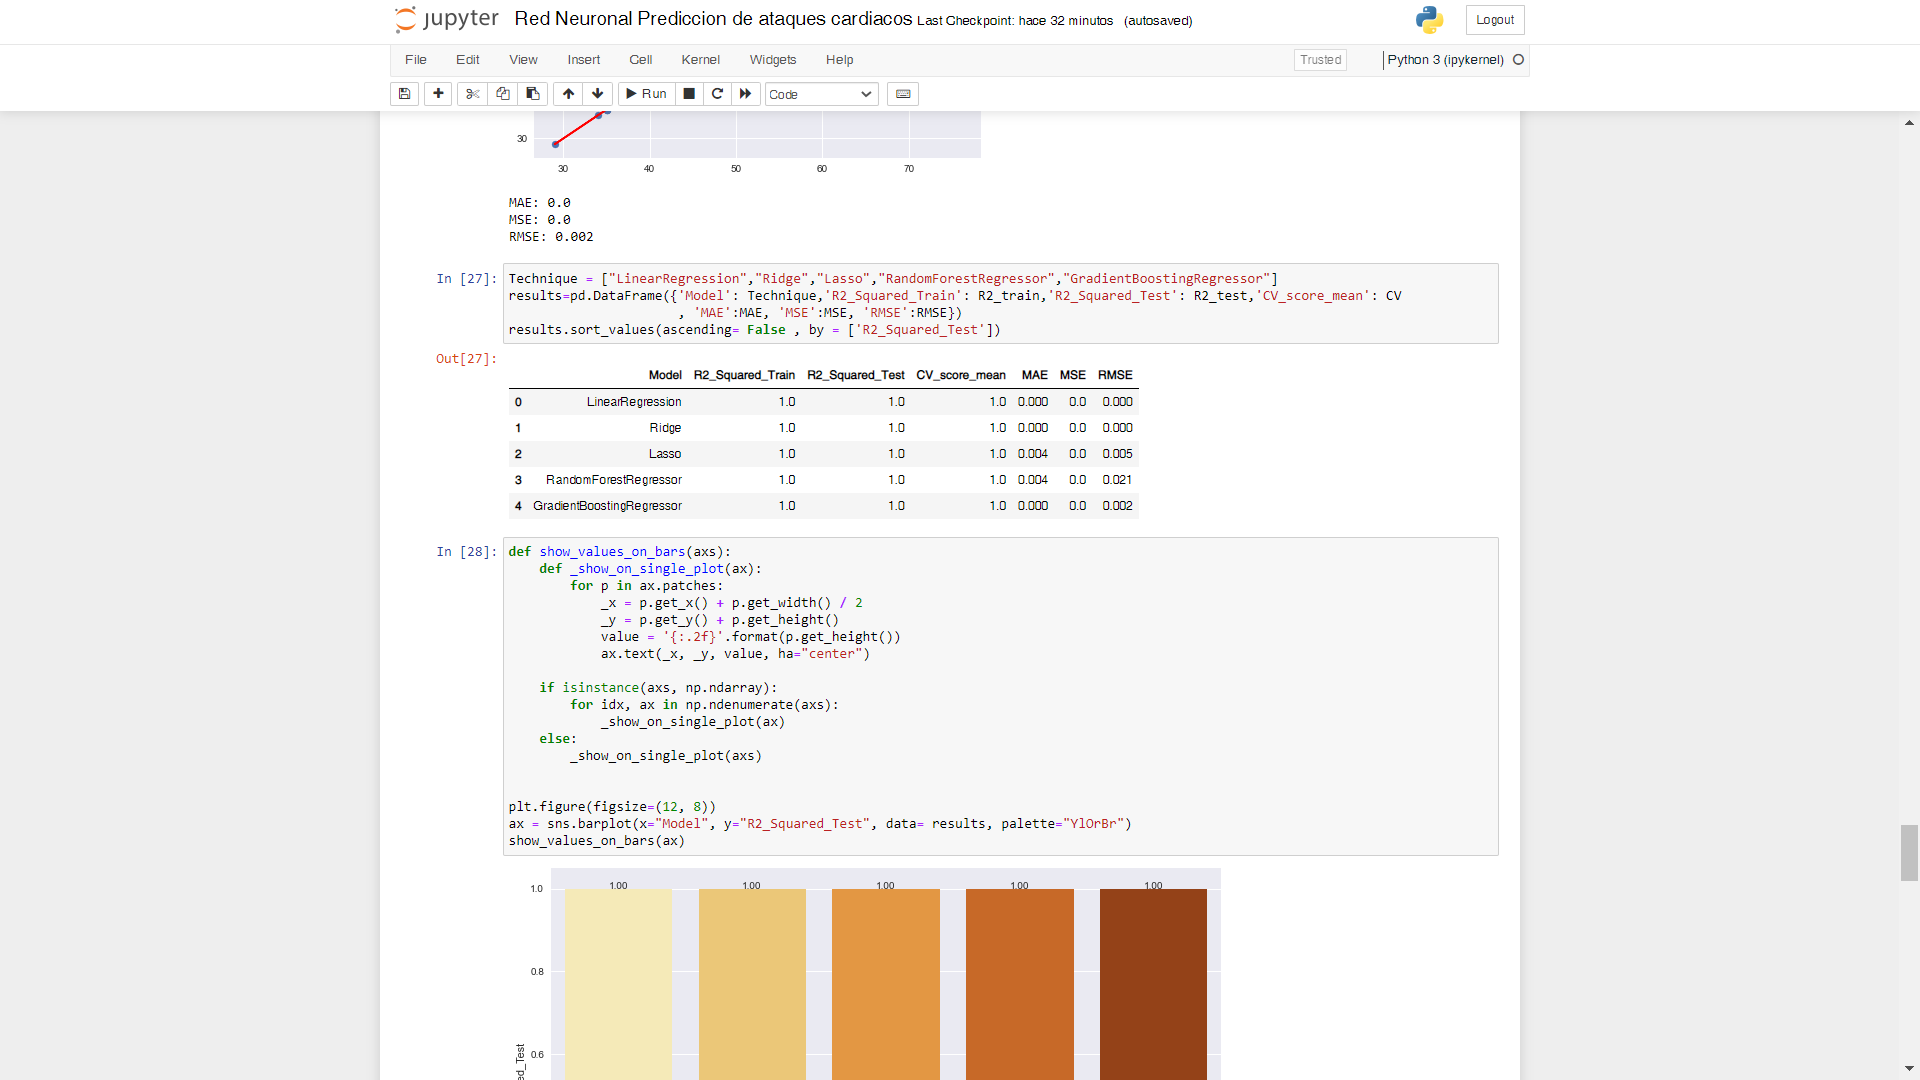 jupyter Red Neuronal Prediccion de ataques cardiacos Last Checkpoint: hace 32 minutos (autosaved)
Logout
File Edit View Insert Cell Kernel Widgets Help
Trusted
Python 3 (ipykernel)
Run
Code
30
30 40 50 60 70
MAE: 0.0
MSE: 0.0
RMSE: 0.002
In [27]:
Technique = ["LinearRegression","Ridge","Lasso","RandomForestRegressor","GradientBoostingRegressor"]
results=pd.DataFrame({'Model': Technique,'R2_Squared_Train': R2_train,'R2_Squared_Test': R2_test,'CV_score_mean': CV
, 'MAE':MAE, 'MSE':MSE, 'RMSE':RMSE})
results.sort_values(ascending= False , by = ['R2_Squared_Test'])
Out[27]:
Model R2_Squared_Train R2_Squared_Test CV_score_mean MAE MSE RMSE
0 LinearRegression 1.0 1.0 1.0 0.000 0.0 0.000
1 Ridge 1.0 1.0 1.0 0.000 0.0 0.000
2 Lasso 1.0 1.0 1.0 0.004 0.0 0.005
3 RandomForestRegressor 1.0 1.0 1.0 0.004 0.0 0.021
4 GradientBoostingRegressor 1.0 1.0 1.0 0.000 0.0 0.002
In [28]:
def show_values_on_bars(axs):
    def _show_on_single_plot(ax):
        for p in ax.patches:
            _x = p.get_x() + p.get_width() / 2
            _y = p.get_y() + p.get_height()
            value = '{:.2f}'.format(p.get_height())
            ax.text(_x, _y, value, ha="center")
    if isinstance(axs, np.ndarray):
        for idx, ax in np.ndenumerate(axs):
            _show_on_single_plot(ax)
    else:
        _show_on_single_plot(axs)
plt.figure(figsize=(12, 8))
ax = sns.barplot(x="Model", y="R2_Squared_Test", data= results, palette="YlOrBr")
show_values_on_bars(ax)
1.00 1.00 1.00 1.00 1.00
1.0
0.8
0.6
ed_Test